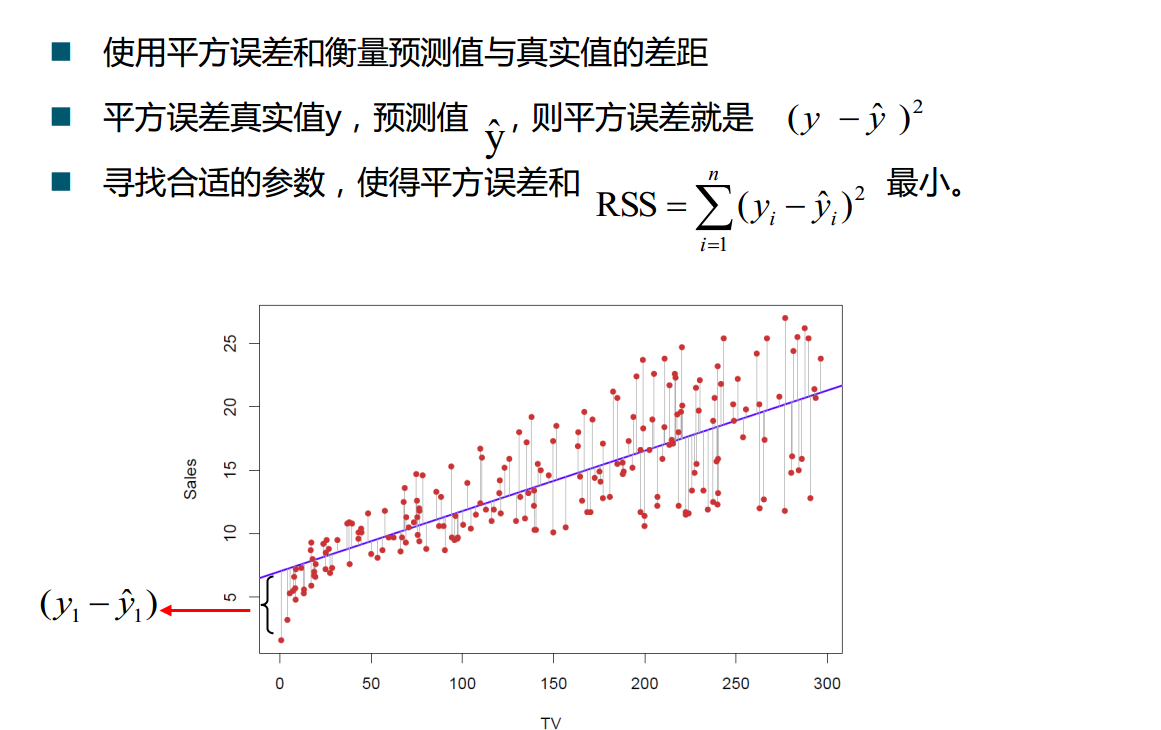 使用平方误差和衡量预测值与真实值的差距
平方误差真实值y，预测值 ŷ，则平方误差就是 (y − ŷ)²
寻找合适的参数，使得平方误差和 RSS = ∑ⁿᵢ₌₁(yᵢ − ŷᵢ)² 最小。
25
20
15
10
5
Sales
(y₁ − ŷ₁)
0 50 100 150 200 250 300
TV